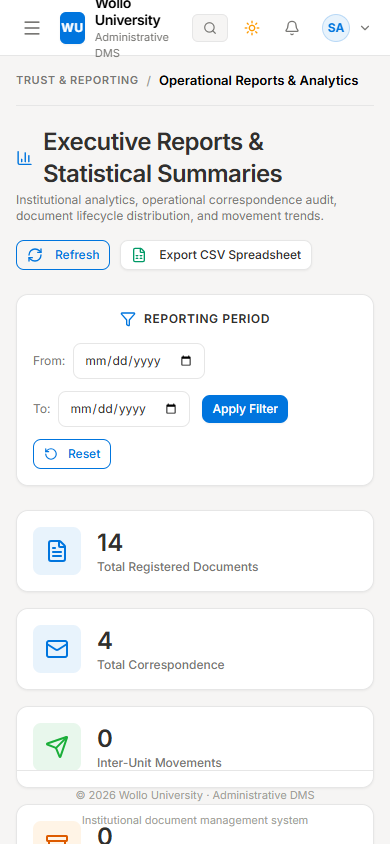 WU
Wollo
University
Administrative
DMS
SA
TRUST & REPORTING / Operational Reports & Analytics
Executive Reports &
Statistical Summaries
Institutional analytics, operational correspondence audit,
document lifecycle distribution, and movement trends.
Refresh
Export CSV Spreadsheet
REPORTING PERIOD
From: mm/dd/yyyy
To: mm/dd/yyyy
Apply Filter
Reset
14
Total Registered Documents
4
Total Correspondence
0
Inter-Unit Movements
© 2026 Wollo University · Administrative DMS
Institutional document management system
0